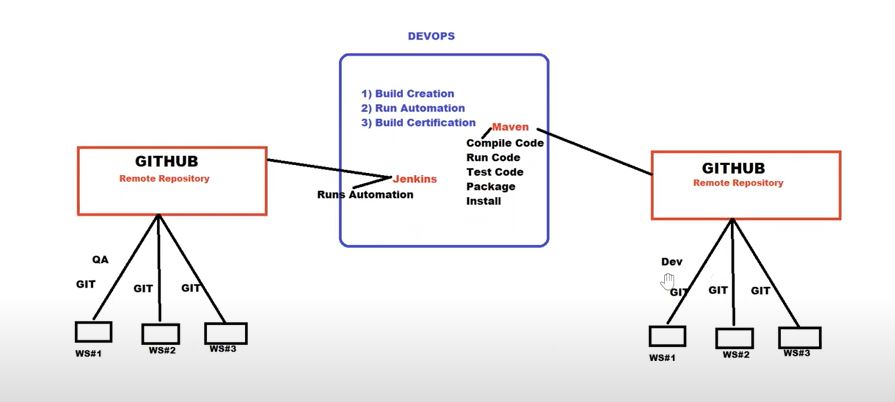 DEVOPS
1) Build Creation
2) Run Automation
3) Build Certification
Maven
Compile Code
Run Code
Test Code
Package
Install
Jenkins
Runs Automation
GITHUB
Remote Repository
QA
GIT
GIT
GIT
WS#1
WS#2
WS#3
GITHUB
Remote Repository
Dev
GIT
GIT
GIT
WS#1
WS#2
WS#3